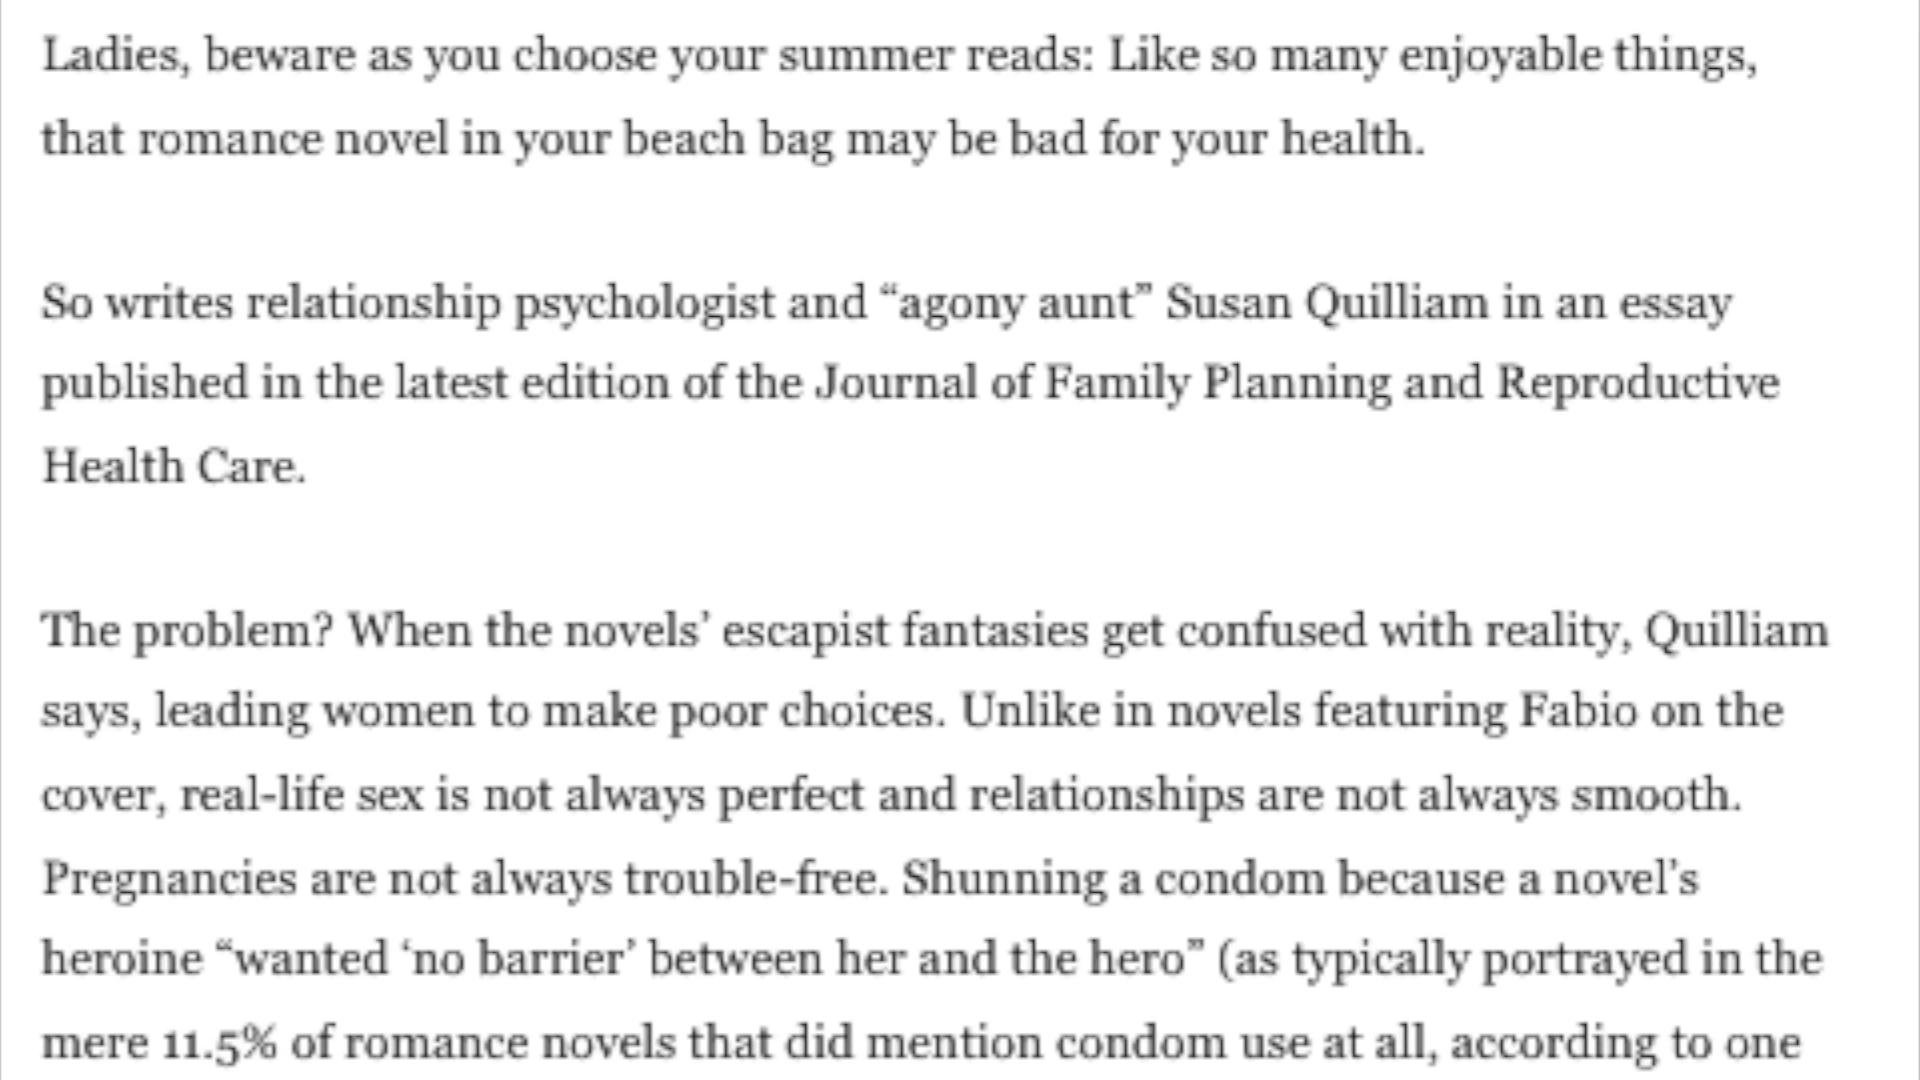 Ladies, beware as you choose your summer reads: Like so many enjoyable things,
that romance novel in your beach bag may be bad for your health.
So writes relationship psychologist and “agony aunt” Susan Quilliam in an essay
published in the latest edition of the Journal of Family Planning and Reproductive
Health Care.
The problem? When the novels’ escapist fantasies get confused with reality, Quilliam
says, leading women to make poor choices. Unlike in novels featuring Fabio on the
cover, real-life sex is not always perfect and relationships are not always smooth.
Pregnancies are not always trouble-free. Shunning a condom because a novel’s
heroine “wanted ‘no barrier’ between her and the hero” (as typically portrayed in the
mere 11.5% of romance novels that did mention condom use at all, according to one